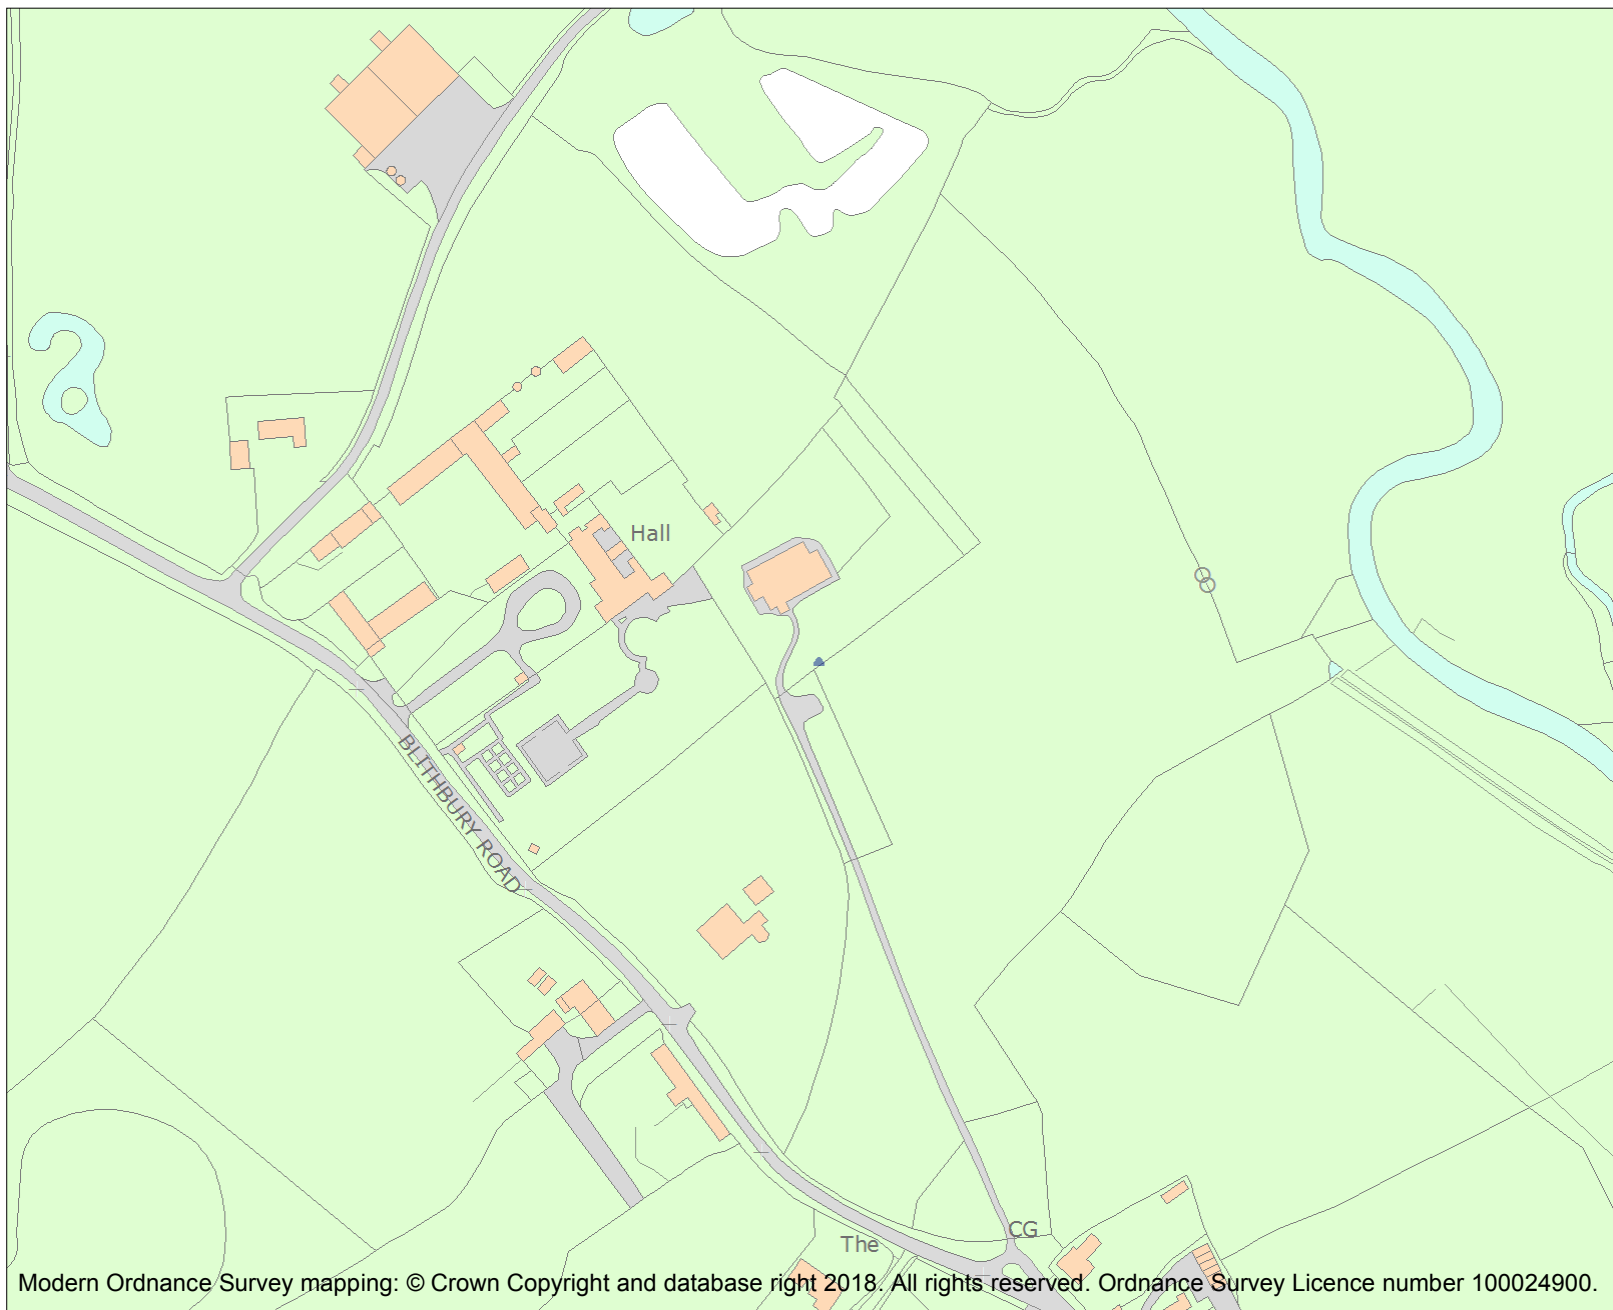 Hall
BLITHBURY ROAD
CG
The
Modern Ordnance Survey mapping: © Crown Copyright and database right 2018. All rights reserved. Ordnance Survey Licence number 100024900.